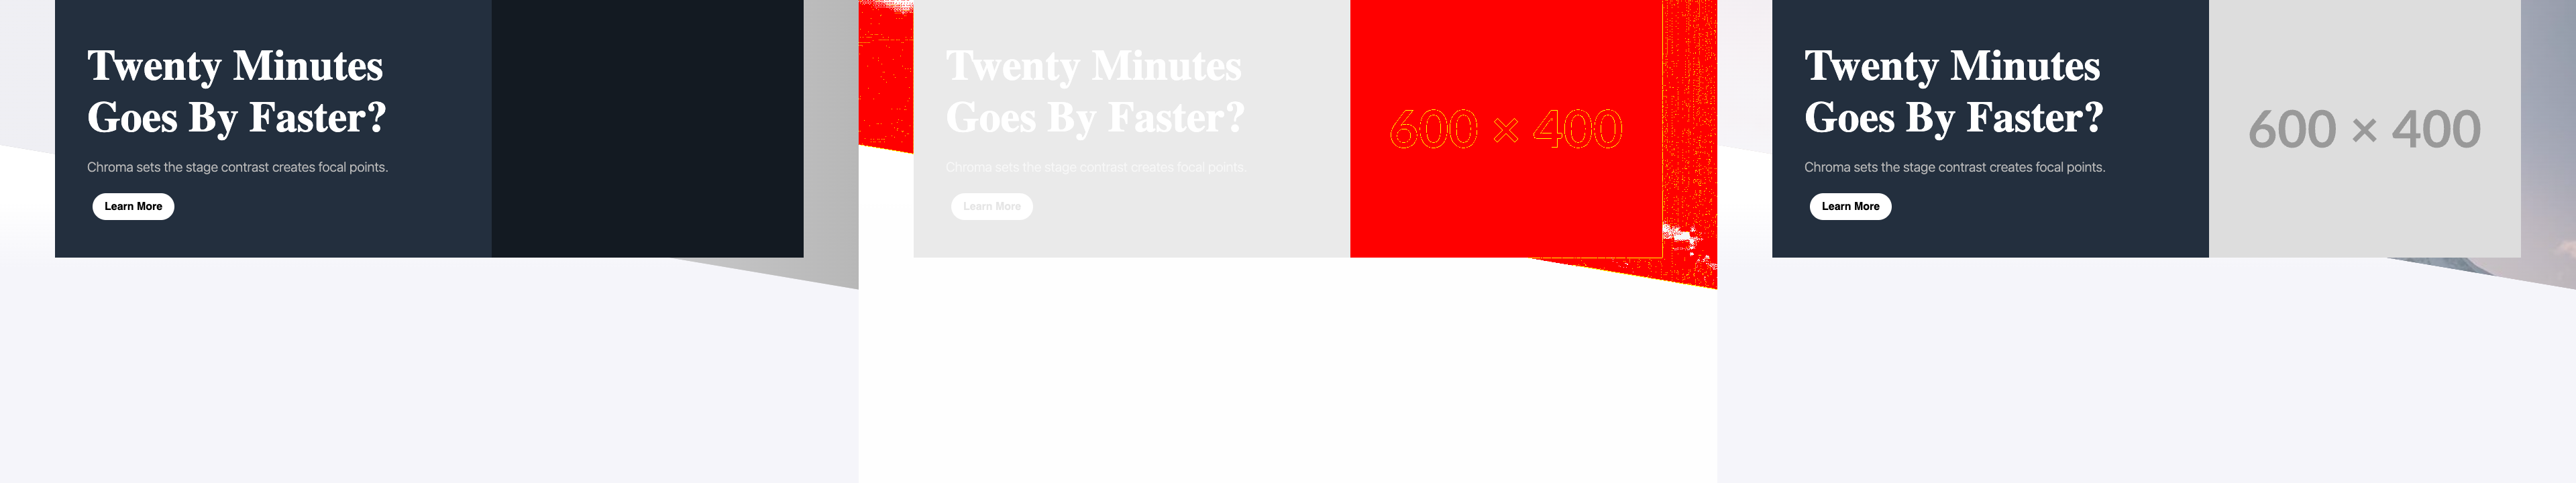 Twenty Minutes
Goes By Faster?
Chroma sets the stage contrast creates focal points.
Learn More
Twenty Minutes
Goes By Faster?
Chroma sets the stage contrast creates focal points.
Learn More
600 × 400
Twenty Minutes
Goes By Faster?
Chroma sets the stage contrast creates focal points.
Learn More
600 × 400